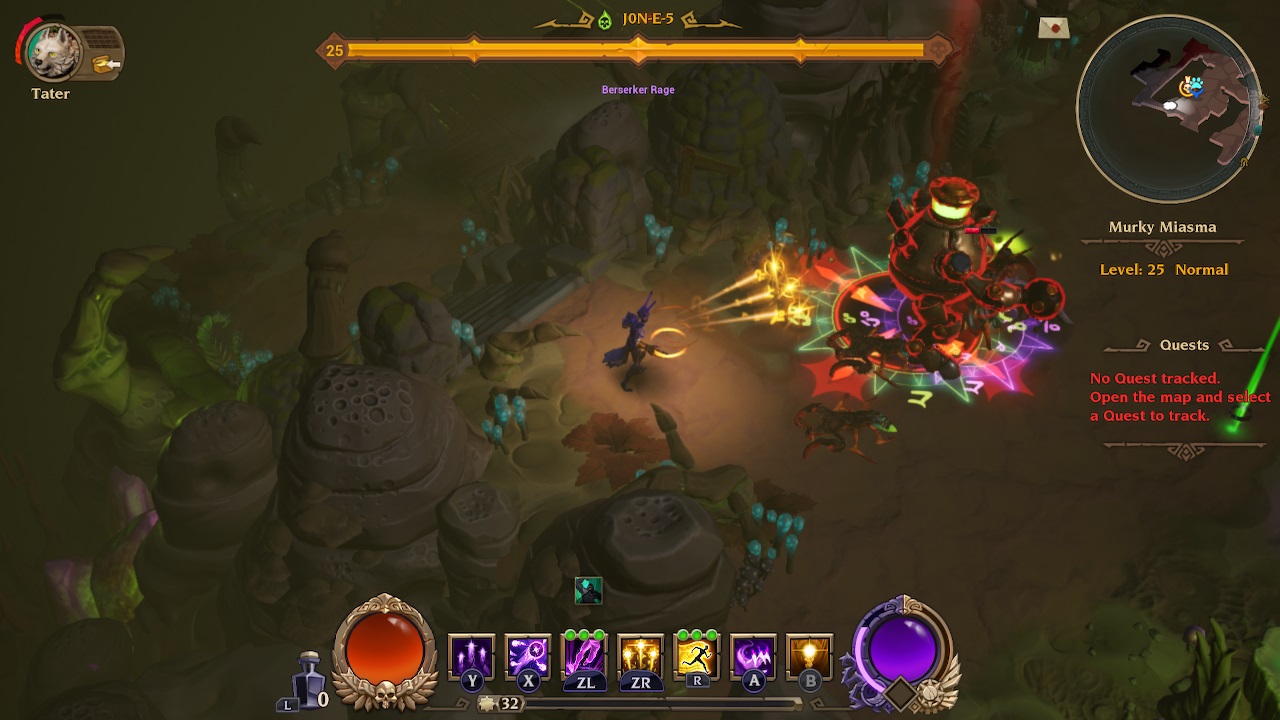 J0N-E-5
25
Berserker Rage
Tater
Murky Miasma
Level: 25 Normal
Quests
No Quest tracked.
Open the map and select
a Quest to track.
L
0
Y
X
ZL
ZR
R
A
B
32